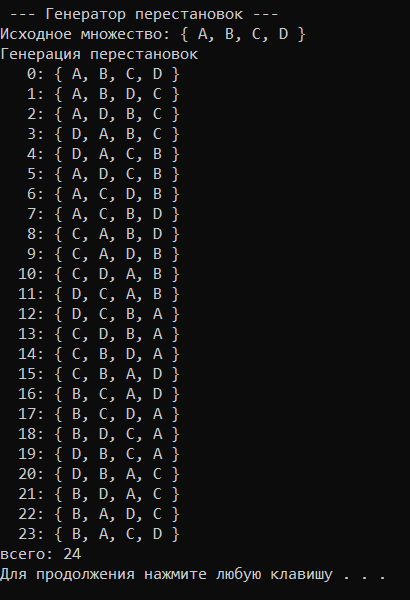 --- Генератор перестановок ---
Исходное множество: { A, B, C, D }
Генерация перестановок
0: { A, B, C, D }
1: { A, B, D, C }
2: { A, D, B, C }
3: { D, A, B, C }
4: { D, A, C, B }
5: { A, D, C, B }
6: { A, C, D, B }
7: { A, C, B, D }
8: { C, A, B, D }
9: { C, A, D, B }
10: { C, D, A, B }
11: { D, C, A, B }
12: { D, C, B, A }
13: { C, D, B, A }
14: { C, B, D, A }
15: { C, B, A, D }
16: { B, C, A, D }
17: { B, C, D, A }
18: { B, D, C, A }
19: { D, B, C, A }
20: { D, B, A, C }
21: { B, D, A, C }
22: { B, A, D, C }
23: { B, A, C, D }
всего: 24
Для продолжения нажмите любую клавишу . . .